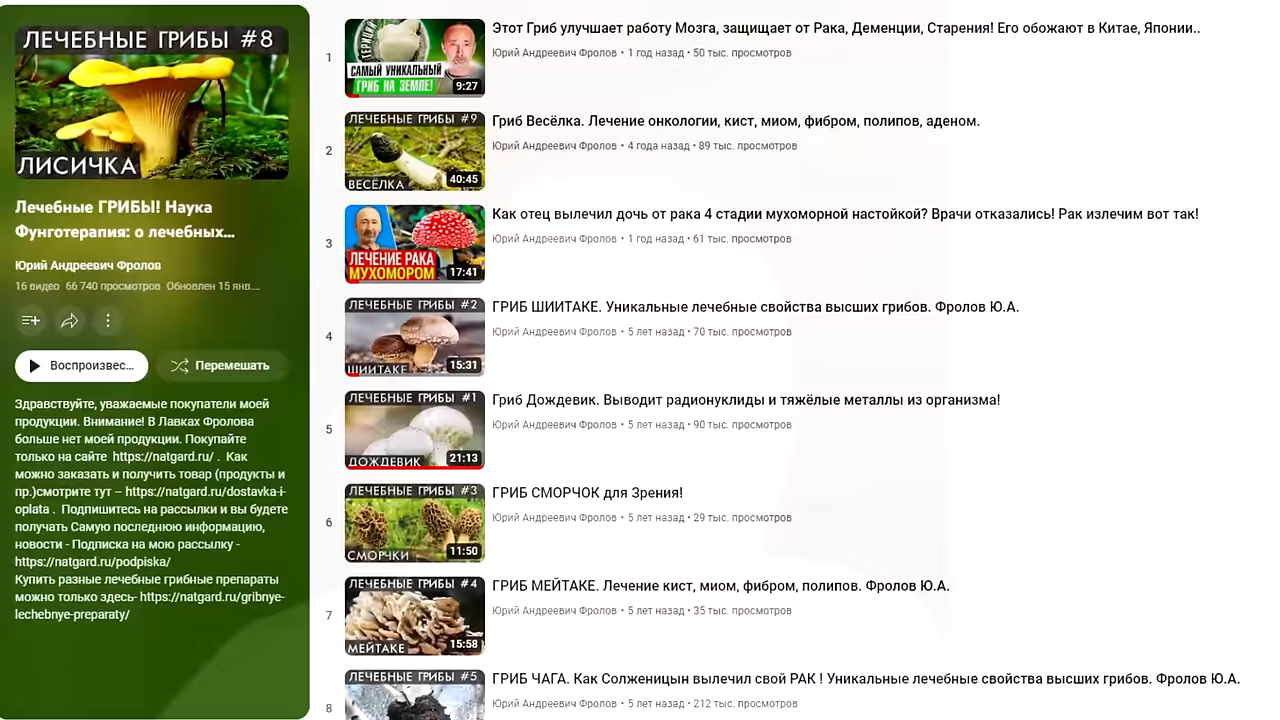 ЛЕЧЕБНЫЕ ГРИБЫ #8
ЛИСИЧКА
Лечебные ГРИБЫ! Наука
Фунготерапия: о лечебных...
Юрий Андреевич Фролов
16 видео 66 740 просмотров Обновлен 15 янв....
Воспроизвес...
Перемешать
Здравствуйте, уважаемые покупатели моей
продукции. Внимание! В Лавках Фролова
больше нет моей продукции. Покупайте
только на сайте https://natgard.ru/ . Как
можно заказать и получить товар (продукты и
пр.)смотрите тут – https://natgard.ru/dostavka-i-
oplata . Подпишитесь на рассылки и вы будете
получать Самую последнюю информацию,
новости - Подписка на мою рассылку -
https://natgard.ru/podpiska/
Купить разные лечебные грибные препараты
можно только здесь- https://natgard.ru/gribnye-
lechebnye-preparaty/
1
САМЫЙ УНИКАЛЬНЫЙ
ГРИБ НА ЗЕМЛЕ!
9:27
Этот Гриб улучшает работу Мозга, защищает от Рака, Деменции, Старения! Его обожают в Китае, Японии..
Юрий Андреевич Фролов • 1 год назад • 50 тыс. просмотров
2
ЛЕЧЕБНЫЕ ГРИБЫ #9
ВЕСЁЛКА
40:45
Гриб Весёлка. Лечение онкологии, кист, миом, фибром, полипов, аденом.
Юрий Андреевич Фролов • 4 года назад • 89 тыс. просмотров
3
ЛЕЧЕНИЕ РАКА
МУХОМОРОМ
17:41
Как отец вылечил дочь от рака 4 стадии мухоморной настойкой? Врачи отказались! Рак излечим вот так!
Юрий Андреевич Фролов • 1 год назад • 61 тыс. просмотров
4
ЛЕЧЕБНЫЕ ГРИБЫ #2
ШИИТАКЕ
15:31
ГРИБ ШИИТАКЕ. Уникальные лечебные свойства высших грибов. Фролов Ю.А.
Юрий Андреевич Фролов • 5 лет назад • 70 тыс. просмотров
5
ЛЕЧЕБНЫЕ ГРИБЫ #1
ДОЖДЕВИК
21:13
Гриб Дождевик. Выводит радионуклиды и тяжёлые металлы из организма!
Юрий Андреевич Фролов • 5 лет назад • 90 тыс. просмотров
6
ЛЕЧЕБНЫЕ ГРИБЫ #3
СМОРЧКИ
11:50
ГРИБ СМОРЧОК для Зрения!
Юрий Андреевич Фролов • 5 лет назад • 29 тыс. просмотров
7
ЛЕЧЕБНЫЕ ГРИБЫ #4
МЕЙТАКЕ
15:58
ГРИБ МЕЙТАКЕ. Лечение кист, миом, фибром, полипов. Фролов Ю.А.
Юрий Андреевич Фролов • 5 лет назад • 35 тыс. просмотров
8
ЛЕЧЕБНЫЕ ГРИБЫ #5
ГРИБ ЧАГА. Как Солженицын вылечил свой РАК ! Уникальные лечебные свойства высших грибов. Фролов Ю.А.
Юрий Андреевич Фролов • 5 лет назад • 212 тыс. просмотров